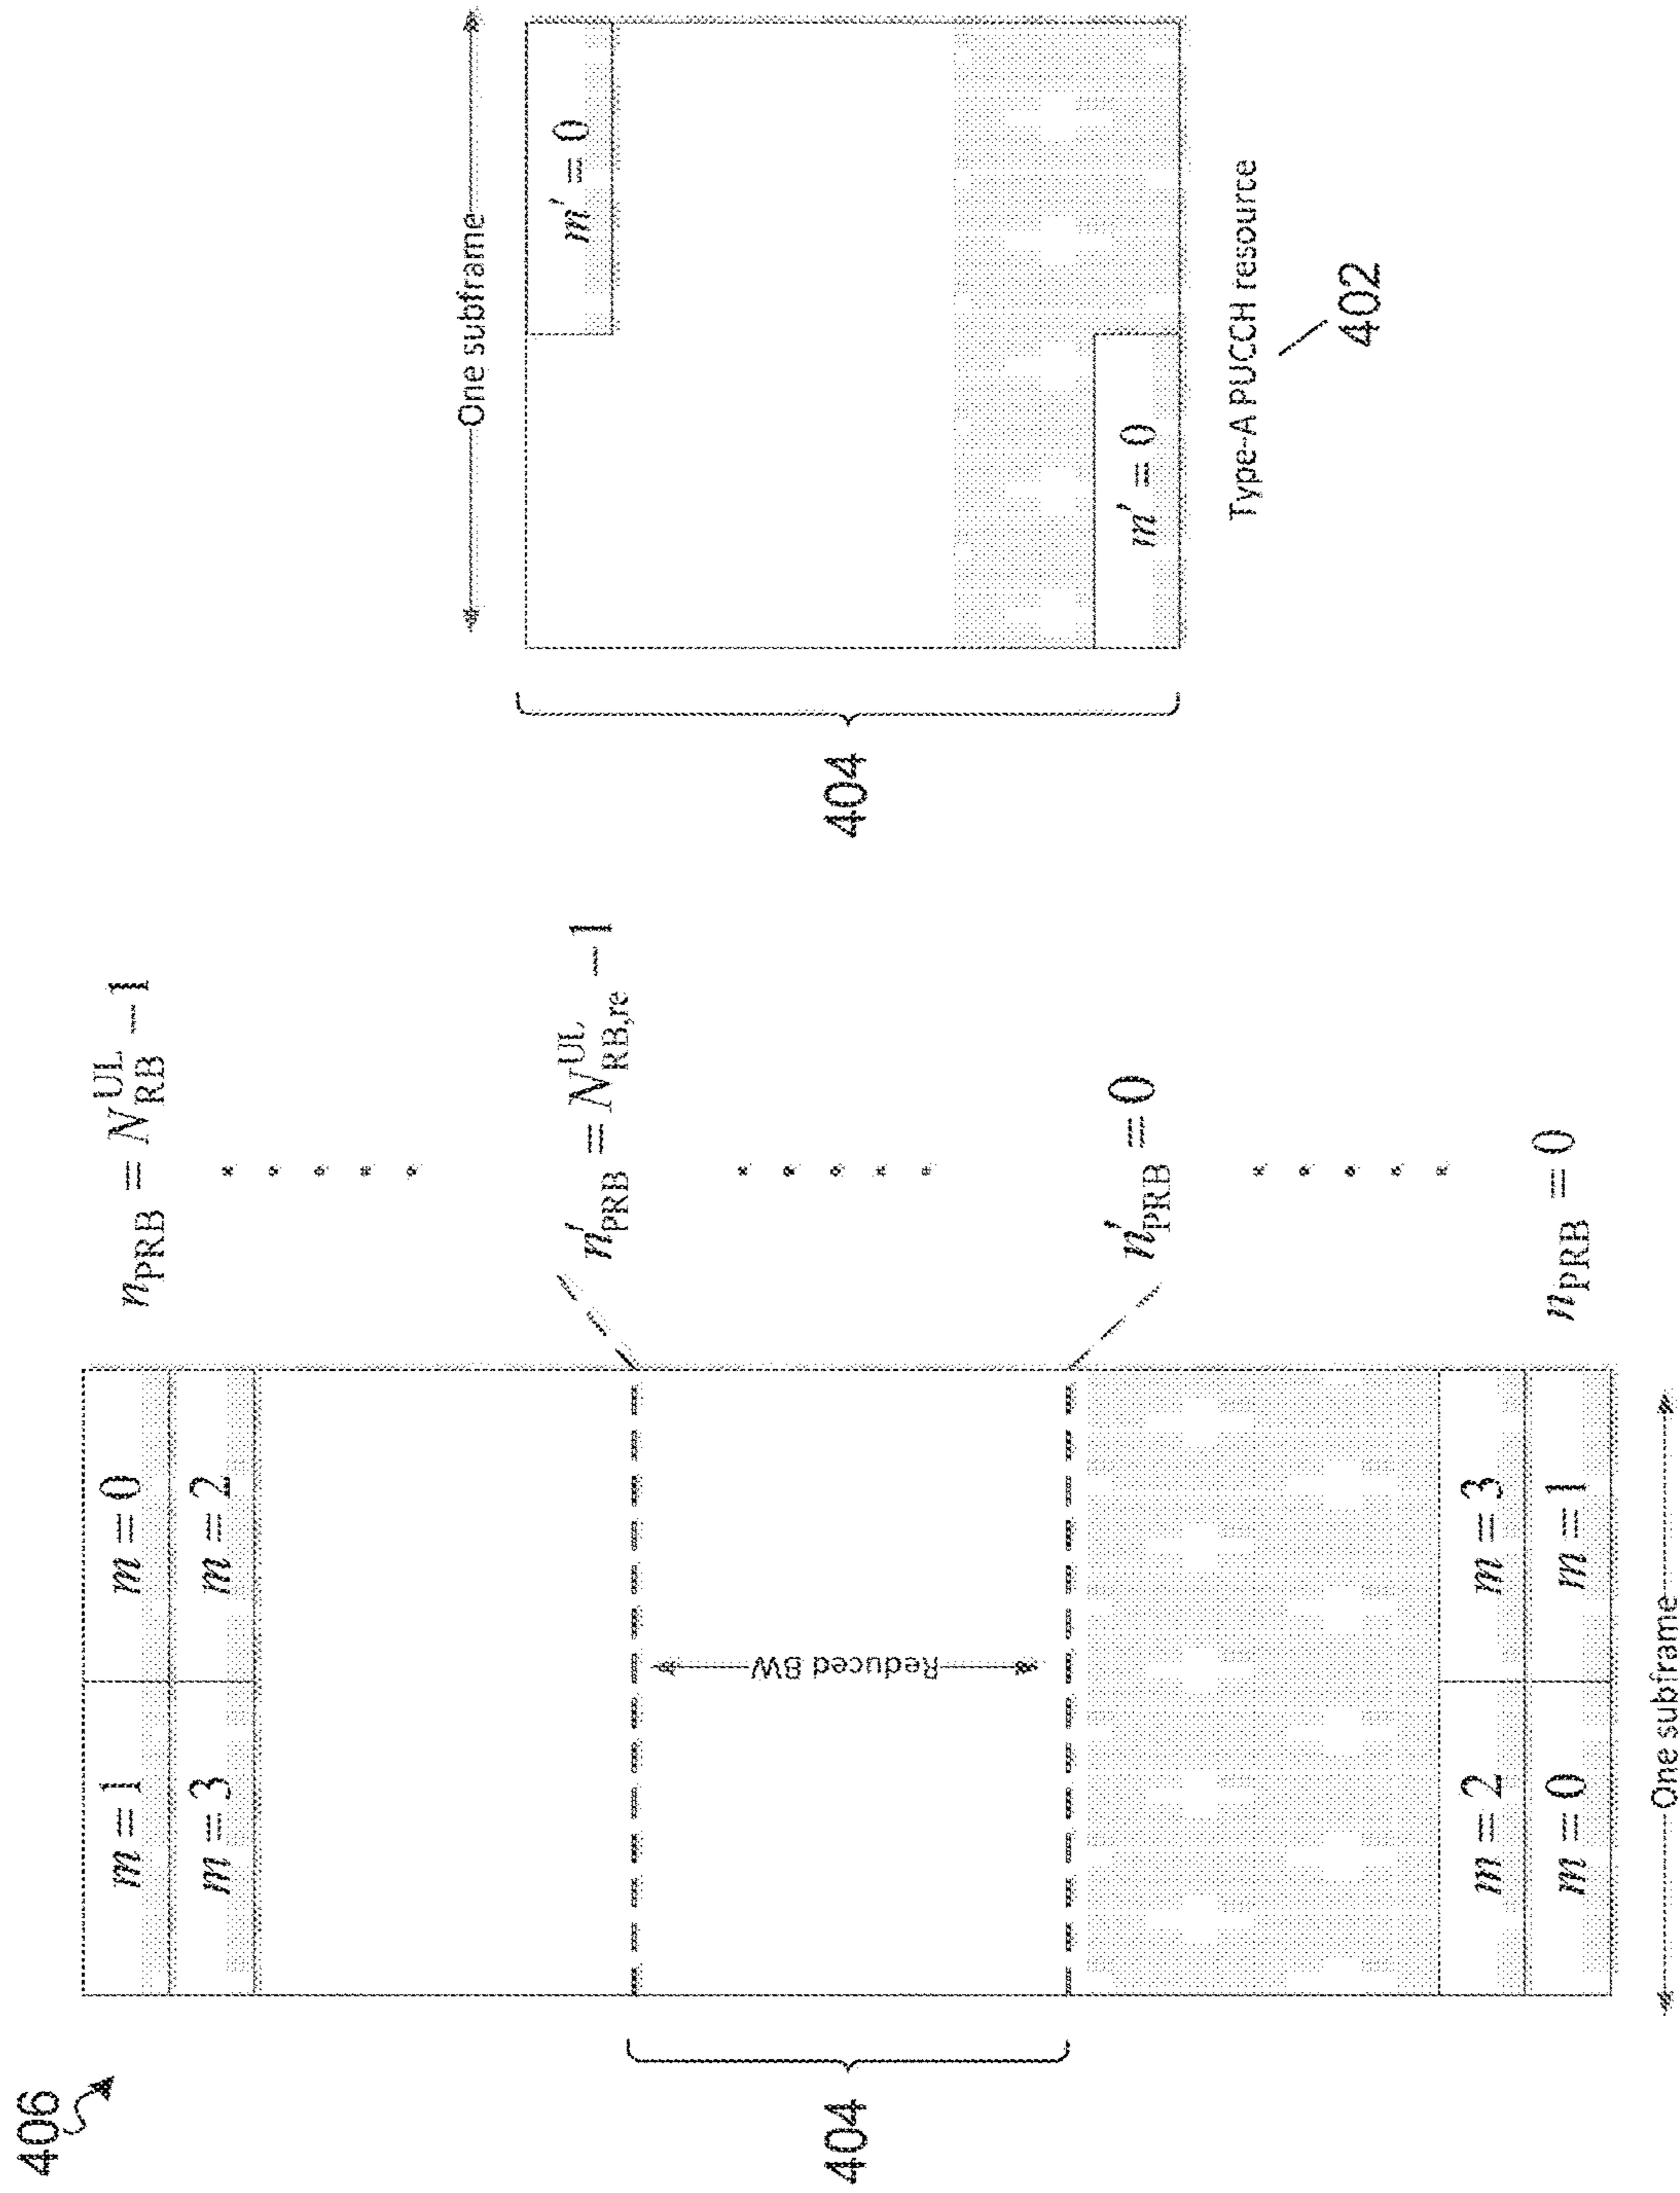 406
m = 1
m = 0
m = 3
m = 2
Reduced BW
m = 2
m = 3
m = 0
m = 1
One subframe
404
n_PRB = N_RB^UL −1
n'_PRB = N_RB,re^UL −1
n'_PRB = 0
n_PRB = 0
One subframe
m' = 0
m' = 0
404
Type-A PUCCH resource
402